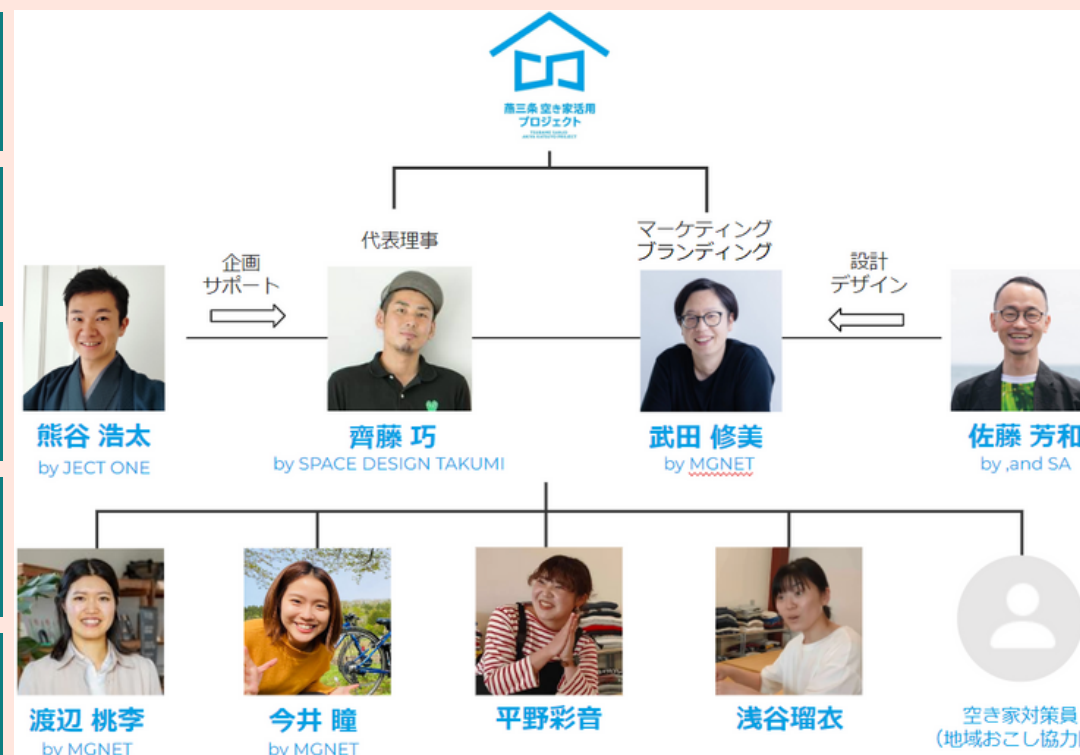 燕三条 空き家活用
プロジェクト
代表理事
マーケティング
ブランディング
企画
サポート
設計
デザイン
熊谷 浩太
by JECT ONE
齊藤 巧
by SPACE DESIGN TAKUMI
武田 修美
by MGNET
佐藤 芳和
by ,and SA
渡辺 桃李
by MGNET
今井 瞳
by MGNET
平野彩音
浅谷瑠衣
空き家対策員
（地域おこし協力